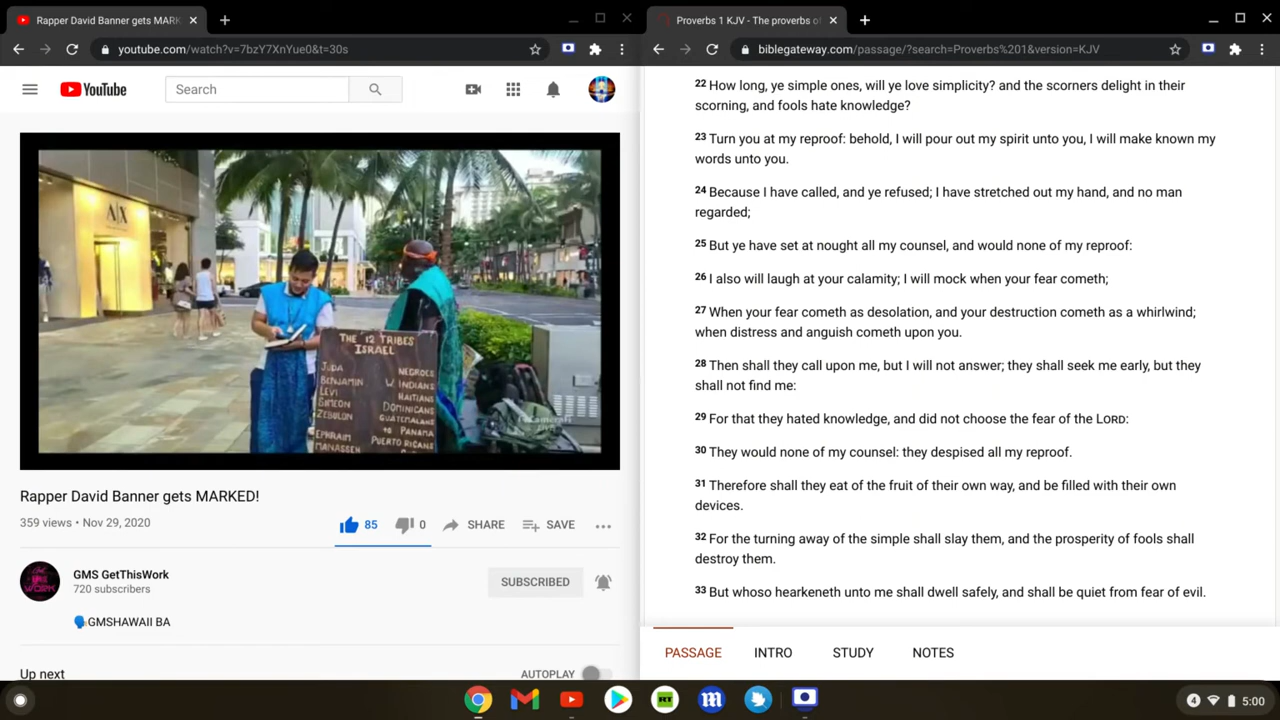 Rapper David Banner gets MARK
youtube.com/watch?v=7bzY7XnYue0&t=30s
YouTube
Search
A|X
THE 12 TRIBES
ISRAEL
JUDA NEGROES
BENJAMIN W. INDIANS
LEVI HAITIANS
SIMEON DOMINICANS
ZEBULON GUATEMALANS
to PANAMA
EPHRAIM PUERTO RICANS
MANASSEH
Rapper David Banner gets MARKED!
359 views • Nov 29, 2020
85 0 SHARE SAVE
GMS GetThisWork
720 subscribers
SUBSCRIBED
🗣GMSHAWAII BA
Up next
AUTOPLAY
Proverbs 1 KJV - The proverbs of
biblegateway.com/passage/?search=Proverbs%201&version=KJV
22 How long, ye simple ones, will ye love simplicity? and the scorners delight in their
scorning, and fools hate knowledge?
23 Turn you at my reproof: behold, I will pour out my spirit unto you, I will make known my
words unto you.
24 Because I have called, and ye refused; I have stretched out my hand, and no man
regarded;
25 But ye have set at nought all my counsel, and would none of my reproof:
26 I also will laugh at your calamity; I will mock when your fear cometh;
27 When your fear cometh as desolation, and your destruction cometh as a whirlwind;
when distress and anguish cometh upon you.
28 Then shall they call upon me, but I will not answer; they shall seek me early, but they
shall not find me:
29 For that they hated knowledge, and did not choose the fear of the LORD:
30 They would none of my counsel: they despised all my reproof.
31 Therefore shall they eat of the fruit of their own way, and be filled with their own
devices.
32 For the turning away of the simple shall slay them, and the prosperity of fools shall
destroy them.
33 But whoso hearkeneth unto me shall dwell safely, and shall be quiet from fear of evil.
PASSAGE INTRO STUDY NOTES
RT
m
4 5:00